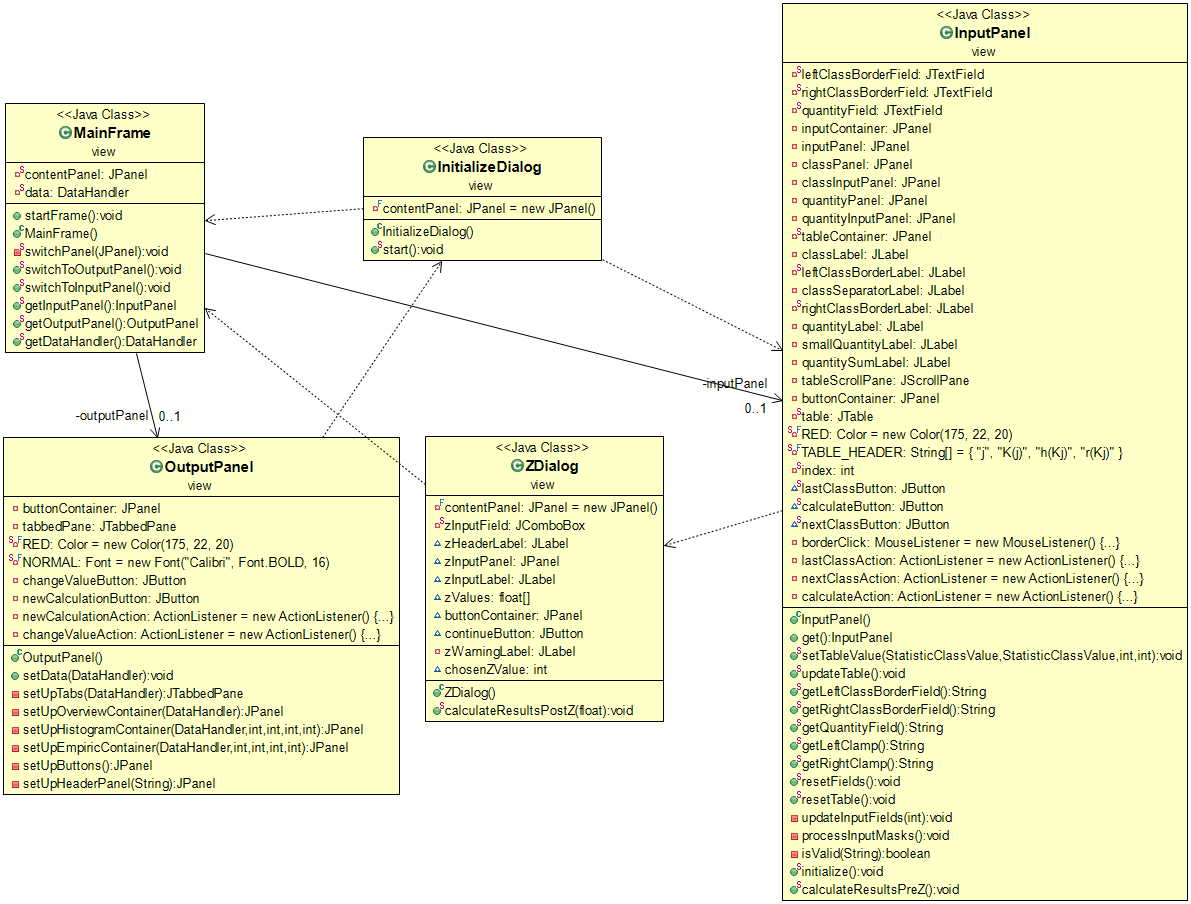 <<Java Class>>
MainFrame
view
contentPanel: JPanel
data: DataHandler
startFrame():void
MainFrame()
switchPanel(JPanel):void
switchToOutputPanel():void
switchToInputPanel():void
getInputPanel():InputPanel
getOutputPanel():OutputPanel
getDataHandler():DataHandler
<<Java Class>>
InitializeDialog
view
contentPanel: JPanel = new JPanel()
InitializeDialog()
start():void
-outputPanel 0..1
-inputPanel
0..1
<<Java Class>>
OutputPanel
view
buttonContainer: JPanel
tabbedPane: JTabbedPane
RED: Color = new Color(175, 22, 20)
NORMAL: Font = new Font("Calibri", Font.BOLD, 16)
changeValueButton: JButton
newCalculationButton: JButton
newCalculationAction: ActionListener = new ActionListener() {...}
changeValueAction: ActionListener = new ActionListener() {...}
OutputPanel()
setData(DataHandler):void
setUpTabs(DataHandler):JTabbedPane
setUpOverviewContainer(DataHandler):JPanel
setUpHistogramContainer(DataHandler,int,int,int,int):JPanel
setUpEmpiricContainer(DataHandler,int,int,int,int):JPanel
setUpButtons():JPanel
setUpHeaderPanel(String):JPanel
<<Java Class>>
ZDialog
view
contentPanel: JPanel = new JPanel()
zInputField: JComboBox
zHeaderLabel: JLabel
zInputPanel: JPanel
zInputLabel: JLabel
zValues: float[]
buttonContainer: JPanel
continueButton: JButton
zWarningLabel: JLabel
chosenZValue: int
ZDialog()
calculateResultsPostZ(float):void
<<Java Class>>
InputPanel
view
leftClassBorderField: JTextField
rightClassBorderField: JTextField
quantityField: JTextField
inputContainer: JPanel
inputPanel: JPanel
classPanel: JPanel
classInputPanel: JPanel
quantityPanel: JPanel
quantityInputPanel: JPanel
tableContainer: JPanel
classLabel: JLabel
leftClassBorderLabel: JLabel
classSeparatorLabel: JLabel
rightClassBorderLabel: JLabel
quantityLabel: JLabel
smallQuantityLabel: JLabel
quantitySumLabel: JLabel
tableScrollPane: JScrollPane
buttonContainer: JPanel
table: JTable
RED: Color = new Color(175, 22, 20)
TABLE_HEADER: String[] = { "j", "K(j)", "h(Kj)", "r(Kj)" }
index: int
lastClassButton: JButton
calculateButton: JButton
nextClassButton: JButton
borderClick: MouseListener = new MouseListener() {...}
lastClassAction: ActionListener = new ActionListener() {...}
nextClassAction: ActionListener = new ActionListener() {...}
calculateAction: ActionListener = new ActionListener() {...}
InputPanel()
get():InputPanel
setTableValue(StatisticClassValue,StatisticClassValue,int,int):void
updateTable():void
getLeftClassBorderField():String
getRightClassBorderField():String
getQuantityField():String
getLeftClamp():String
getRightClamp():String
resetFields():void
resetTable():void
updateInputFields(int):void
processInputMasks():void
isValid(String):boolean
initialize():void
calculateResultsPreZ():void